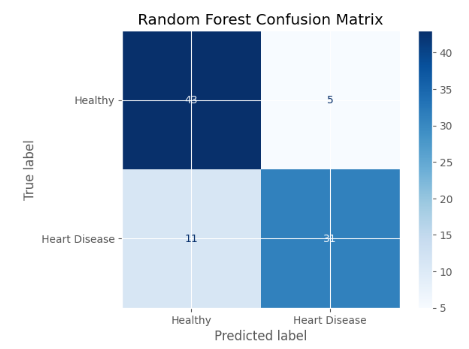 Random Forest Confusion Matrix
Healthy
43
5
Heart Disease
11
31
Healthy
Heart Disease
True label
Predicted label
40
35
30
25
20
15
10
5